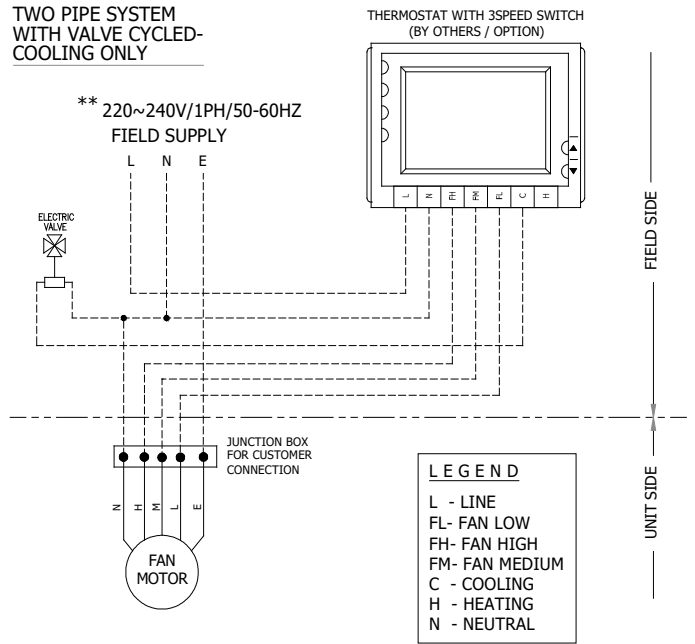 TWO PIPE SYSTEM
WITH VALVE CYCLED-
COOLING ONLY
THERMOSTAT WITH 3SPEED SWITCH
(BY OTHERS / OPTION)
** 220~240V/1PH/50-60HZ
FIELD SUPPLY
L N E
L N FH FM FL C H
ELECTRIC
VALVE
FIELD SIDE
JUNCTION BOX
FOR CUSTOMER
CONNECTION
N H M L E
FAN
MOTOR
UNIT SIDE
LEGEND
L - LINE
FL- FAN LOW
FH- FAN HIGH
FM- FAN MEDIUM
C - COOLING
H - HEATING
N - NEUTRAL